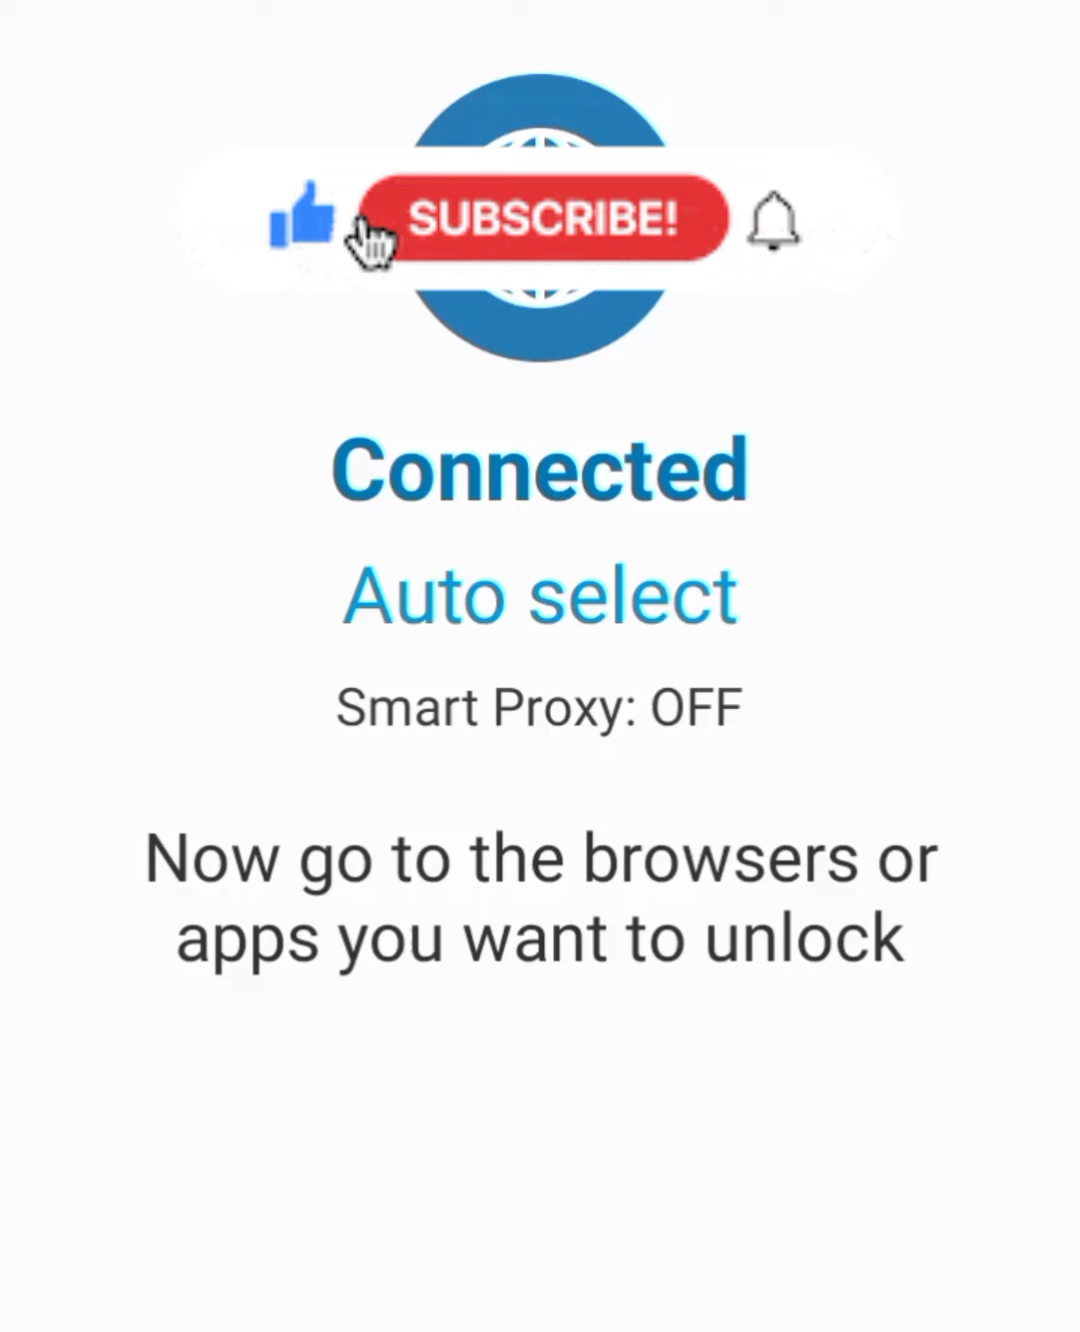 SUBSCRIBE!
Connected
Auto select
Smart Proxy: OFF
Now go to the browsers or
apps you want to unlock